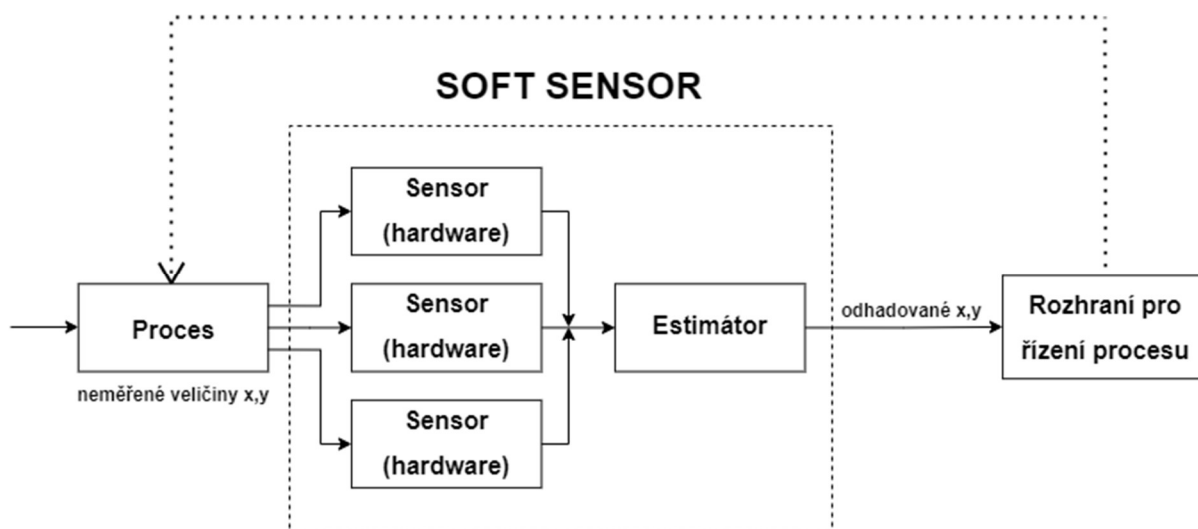 SOFT SENSOR
Sensor
(hardware)
Proces
neměřené veličiny x,y
Sensor
(hardware)
Sensor
(hardware)
Estimátor
odhadované x,y
Rozhraní pro
řízení procesu